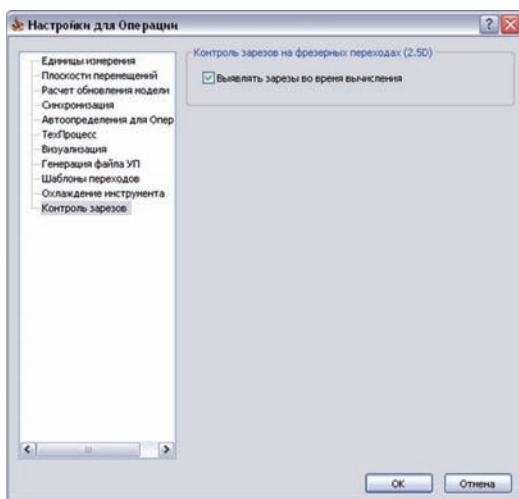 Настройки для Операции
Единицы измерения
Плоскости перемещений
Расчет обновления модели
Синхронизация
Автоопределения для Опер
ТехПроцесс
Визуализация
Генерация файла УП
Шаблоны переходов
Охлаждение инструмента
Контроль зарезов
Контроль зарезов на фрезерных переходах (2.5D)
Выявлять зарезы во время вычисления
OK
Отмена